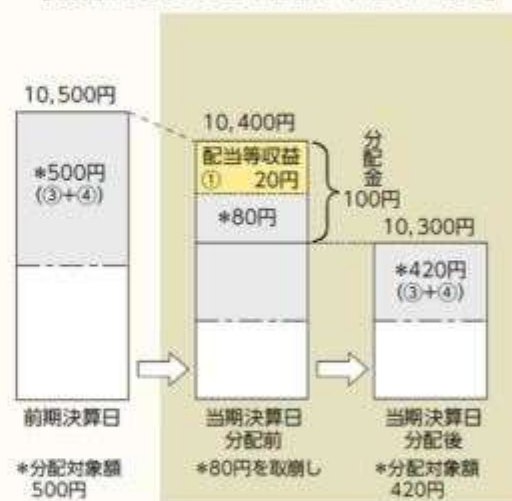 10,500円
*500円
(③+④)
前期決算日
*分配対象額
500円
10,400円
配当等収益
① 20円
*80円
分配金
100円
当期決算日
分配前
*80円を取崩し
10,300円
*420円
(③+④)
当期決算日
分配後
*分配対象額
420円